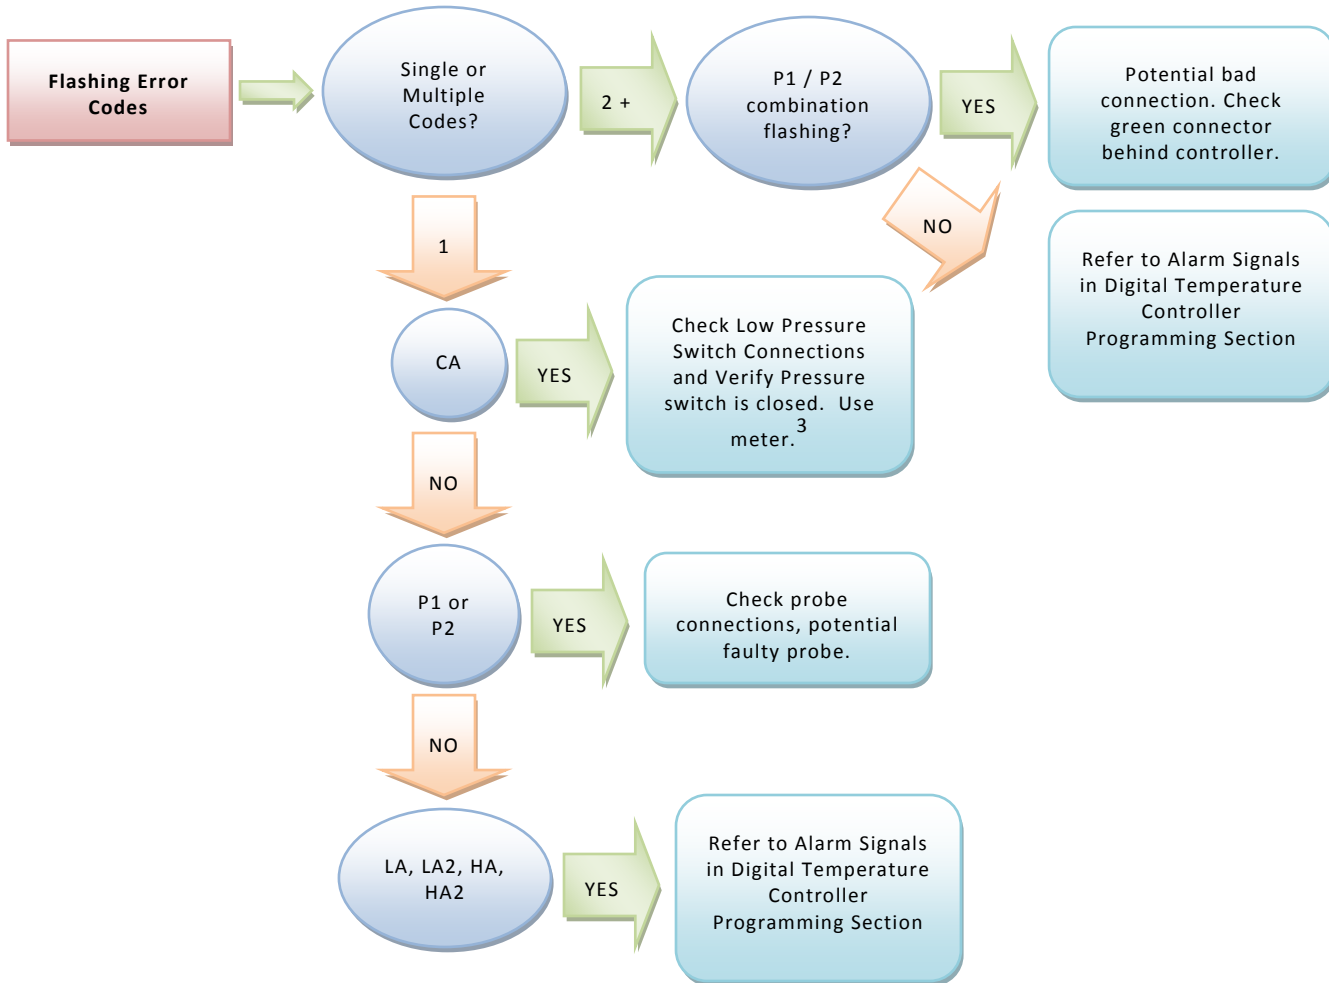 Flashing Error
Codes
Single or
Multiple
Codes?
2 +
P1 / P2
combination
flashing?
YES
Potential bad
connection. Check
green connector
behind controller.
NO
Refer to Alarm Signals
in Digital Temperature
Controller
Programming Section
1
CA
YES
Check Low Pressure
Switch Connections
and Verify Pressure
switch is closed. Use
meter.3
NO
P1 or
P2
YES
Check probe
connections, potential
faulty probe.
NO
LA, LA2, HA,
HA2
YES
Refer to Alarm Signals
in Digital Temperature
Controller
Programming Section